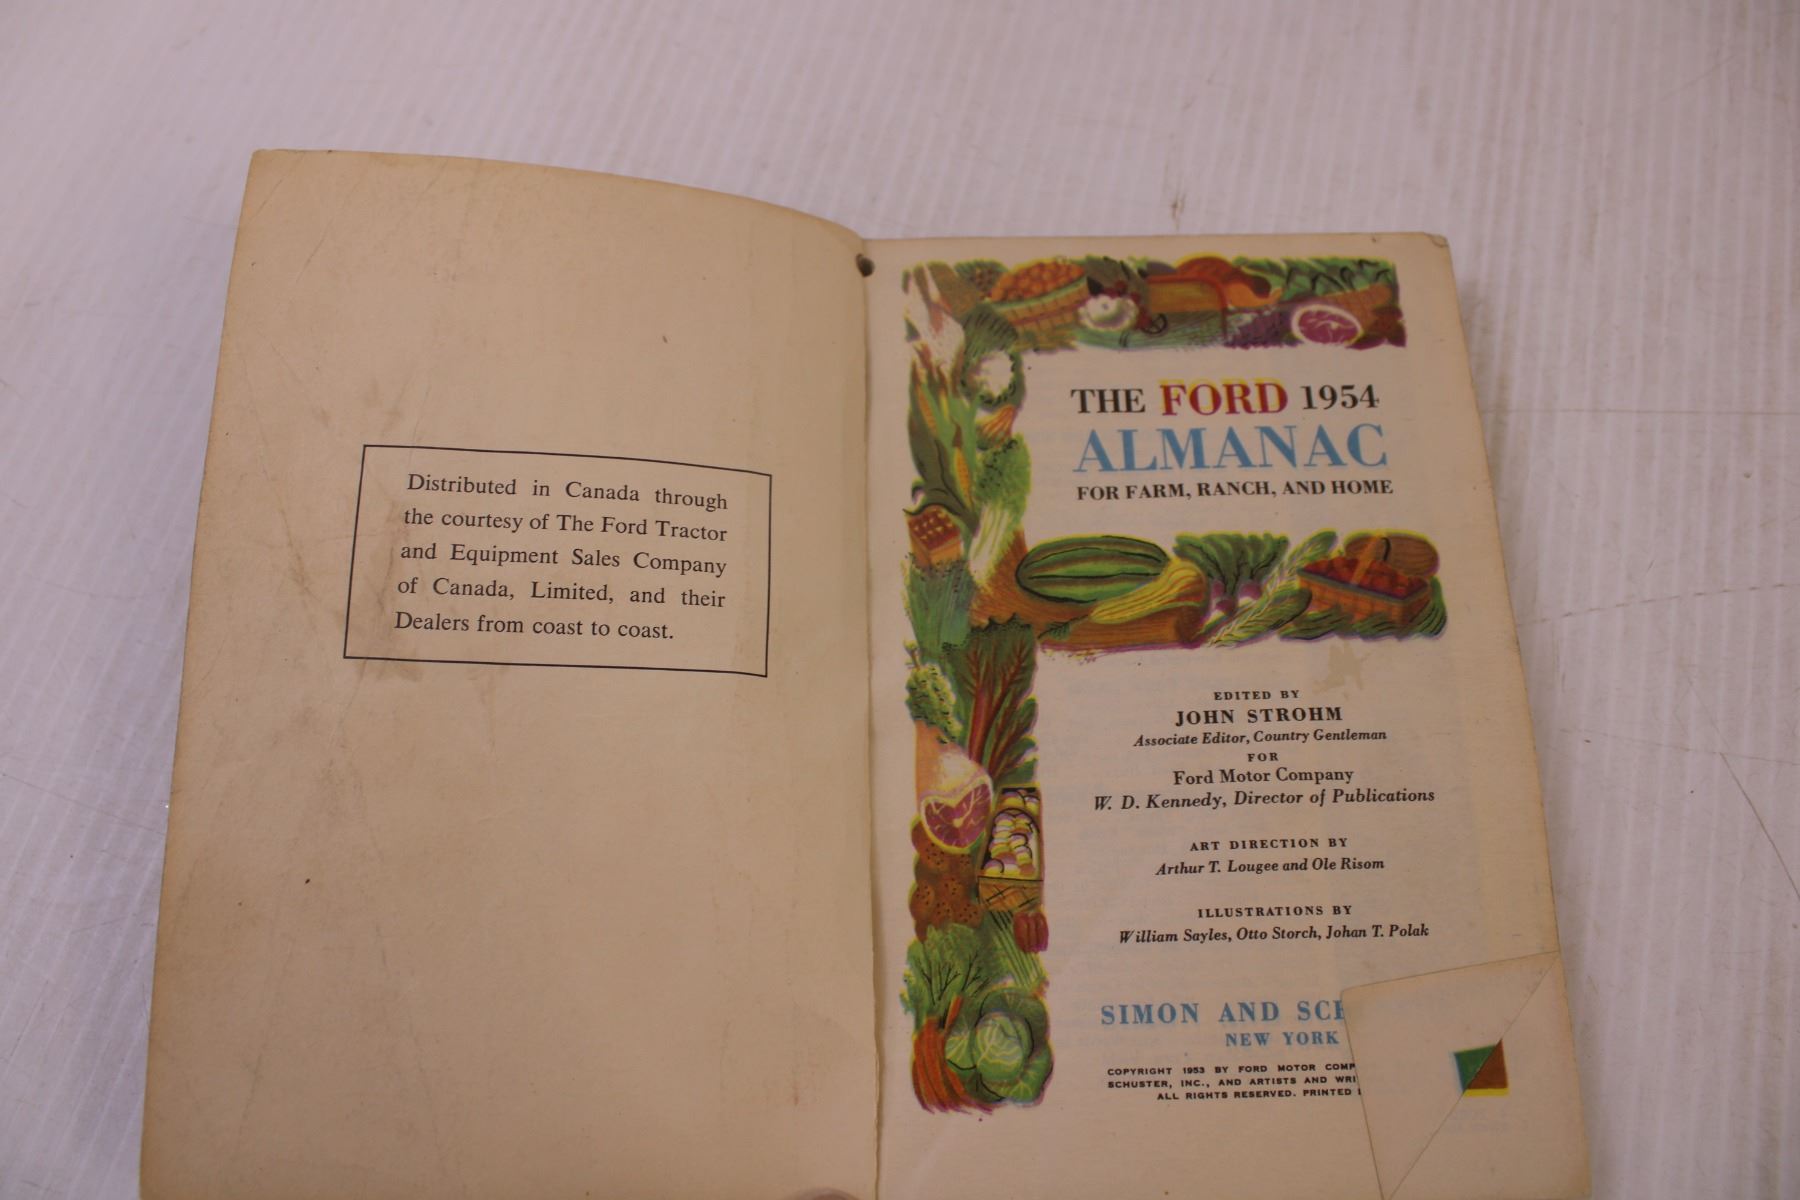 Distributed in Canada through
the courtesy of The Ford Tractor
and Equipment Sales Company
of Canada, Limited, and their
Dealers from coast to coast.
THE FORD 1954
ALMANAC
FOR FARM, RANCH, AND HOME
EDITED BY
JOHN STROHM
Associate Editor, Country Gentleman
FOR
Ford Motor Company
W. D. Kennedy, Director of Publications
ART DIRECTION BY
Arthur T. Lougee and Ole Risom
ILLUSTRATIONS BY
William Sayles, Otto Storch, Johan T. Polak
SIMON AND SCH
NEW YORK
COPYRIGHT 1953 BY FORD MOTOR COMP
SCHUSTER, INC., AND ARTISTS AND WRI
ALL RIGHTS RESERVED. PRINTED